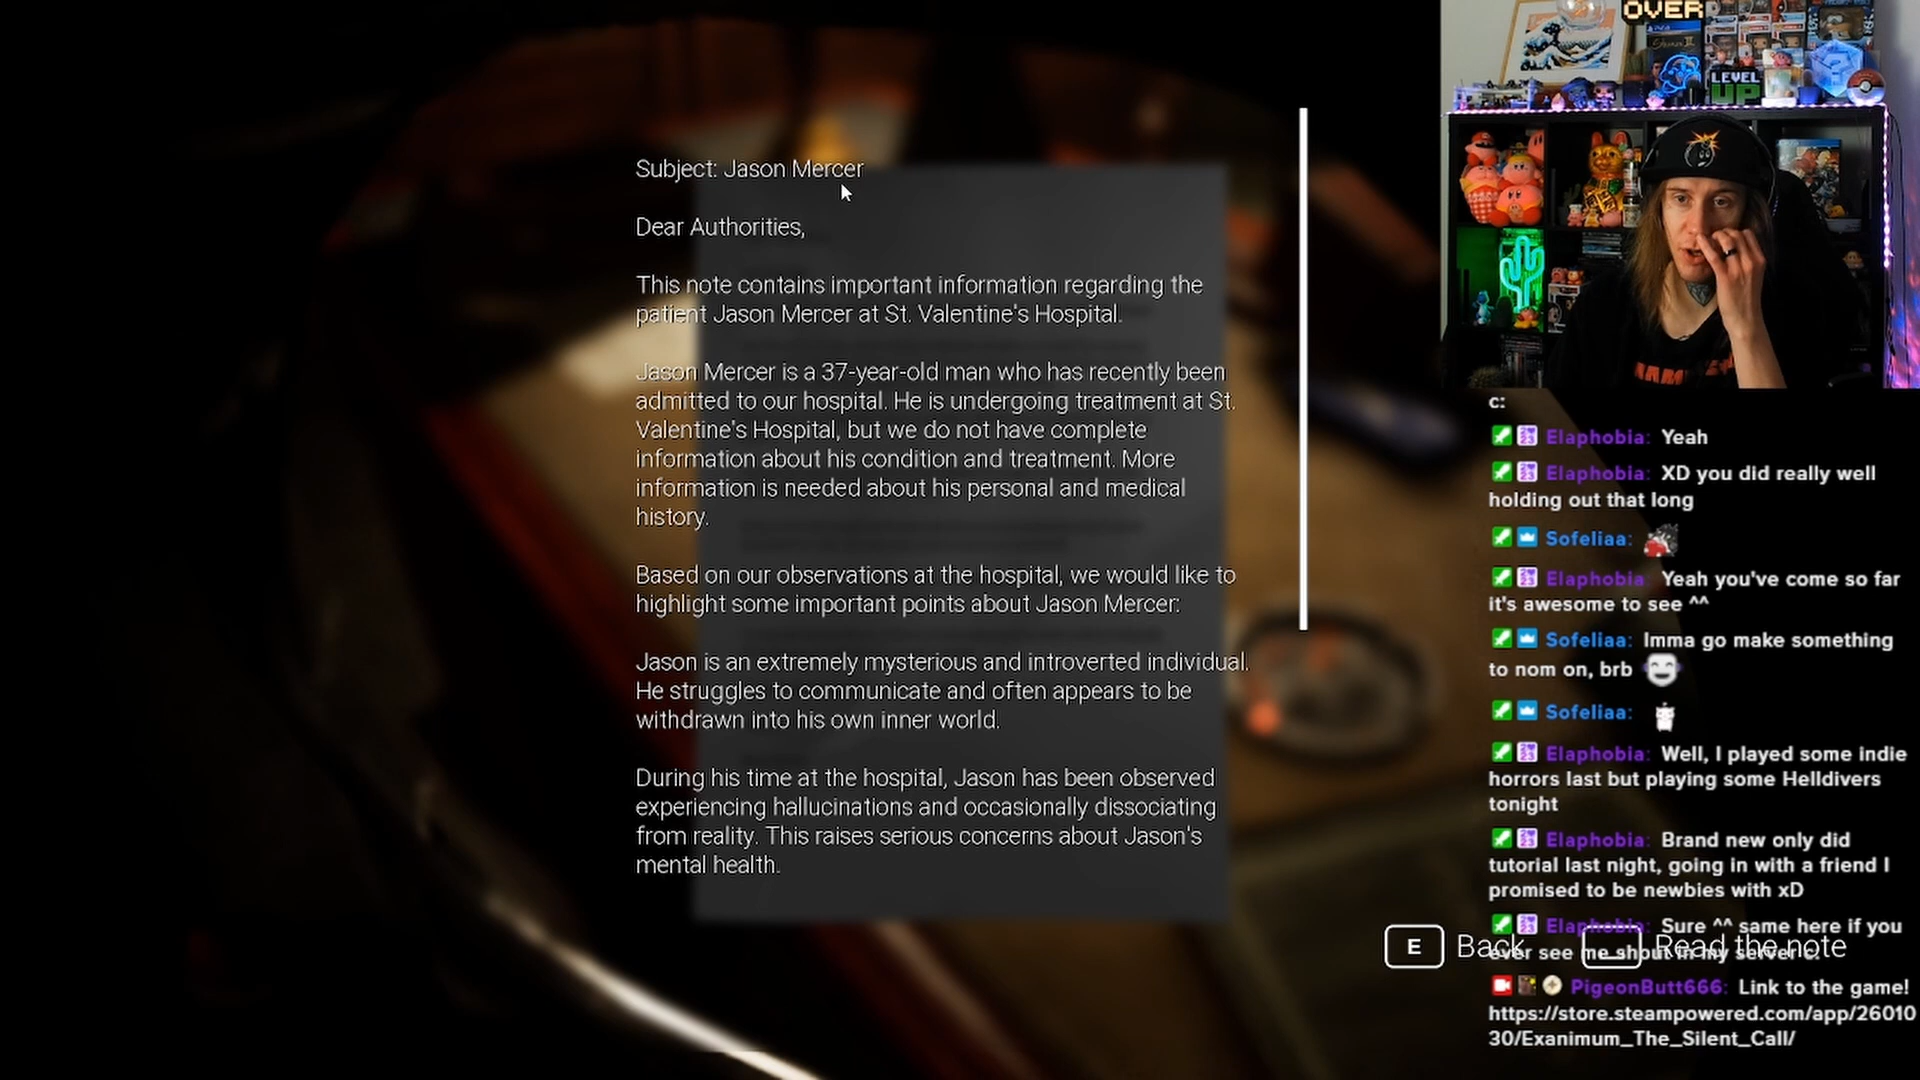 Subject: Jason Mercer
Dear Authorities,
This note contains important information regarding the
patient Jason Mercer at St. Valentine's Hospital.
Jason Mercer is a 37-year-old man who has recently been
admitted to our hospital. He is undergoing treatment at St.
Valentine's Hospital, but we do not have complete
information about his condition and treatment. More
information is needed about his personal and medical
history.
Based on our observations at the hospital, we would like to
highlight some important points about Jason Mercer:
Jason is an extremely mysterious and introverted individual.
He struggles to communicate and often appears to be
withdrawn into his own inner world.
During his time at the hospital, Jason has been observed
experiencing hallucinations and occasionally dissociating
from reality. This raises serious concerns about Jason's
mental health.
E Back
Read the note
OVER
LEVEL
UP
c:
Elaphobia: Yeah
Elaphobia: XD you did really well
holding out that long
Sofeliaa:
Elaphobia: Yeah you've come so far
it's awesome to see ^^
Sofeliaa: Imma go make something
to nom on, brb
Sofeliaa:
Elaphobia: Well, I played some indie
horrors last but playing some Helldivers
tonight
Elaphobia: Brand new only did
tutorial last night, going in with a friend I
promised to be newbies with xD
Elaphobia: Sure ^^ same here if you
ever see me shout in my server c:
PigeonButt666: Link to the game!
https://store.steampowered.com/app/26010
30/Exanimum_The_Silent_Call/